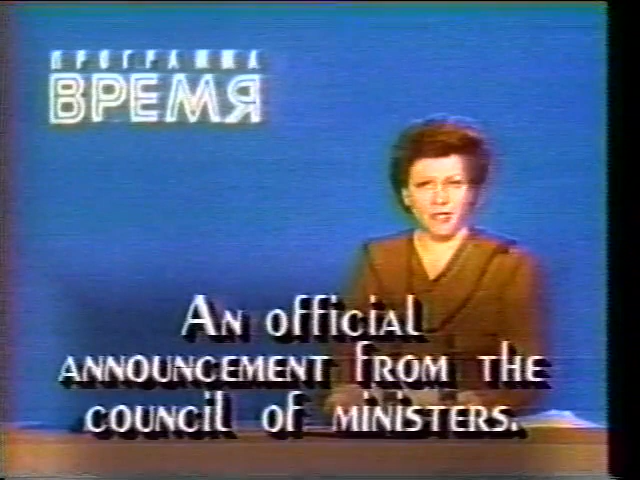 ПРОГРАММА
ВРЕМЯ
An official
announcement from the
council of ministers.